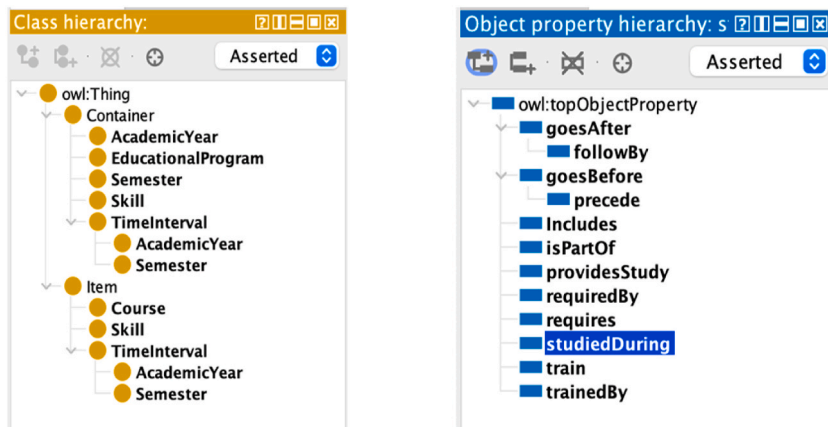 Class hierarchy:
Asserted
owl:Thing
Container
AcademicYear
EducationalProgram
Semester
Skill
TimeInterval
AcademicYear
Semester
Item
Course
Skill
TimeInterval
AcademicYear
Semester
Object property hierarchy: s
Asserted
owl:topObjectProperty
goesAfter
followBy
goesBefore
precede
Includes
isPartOf
providesStudy
requiredBy
requires
studiedDuring
train
trainedBy